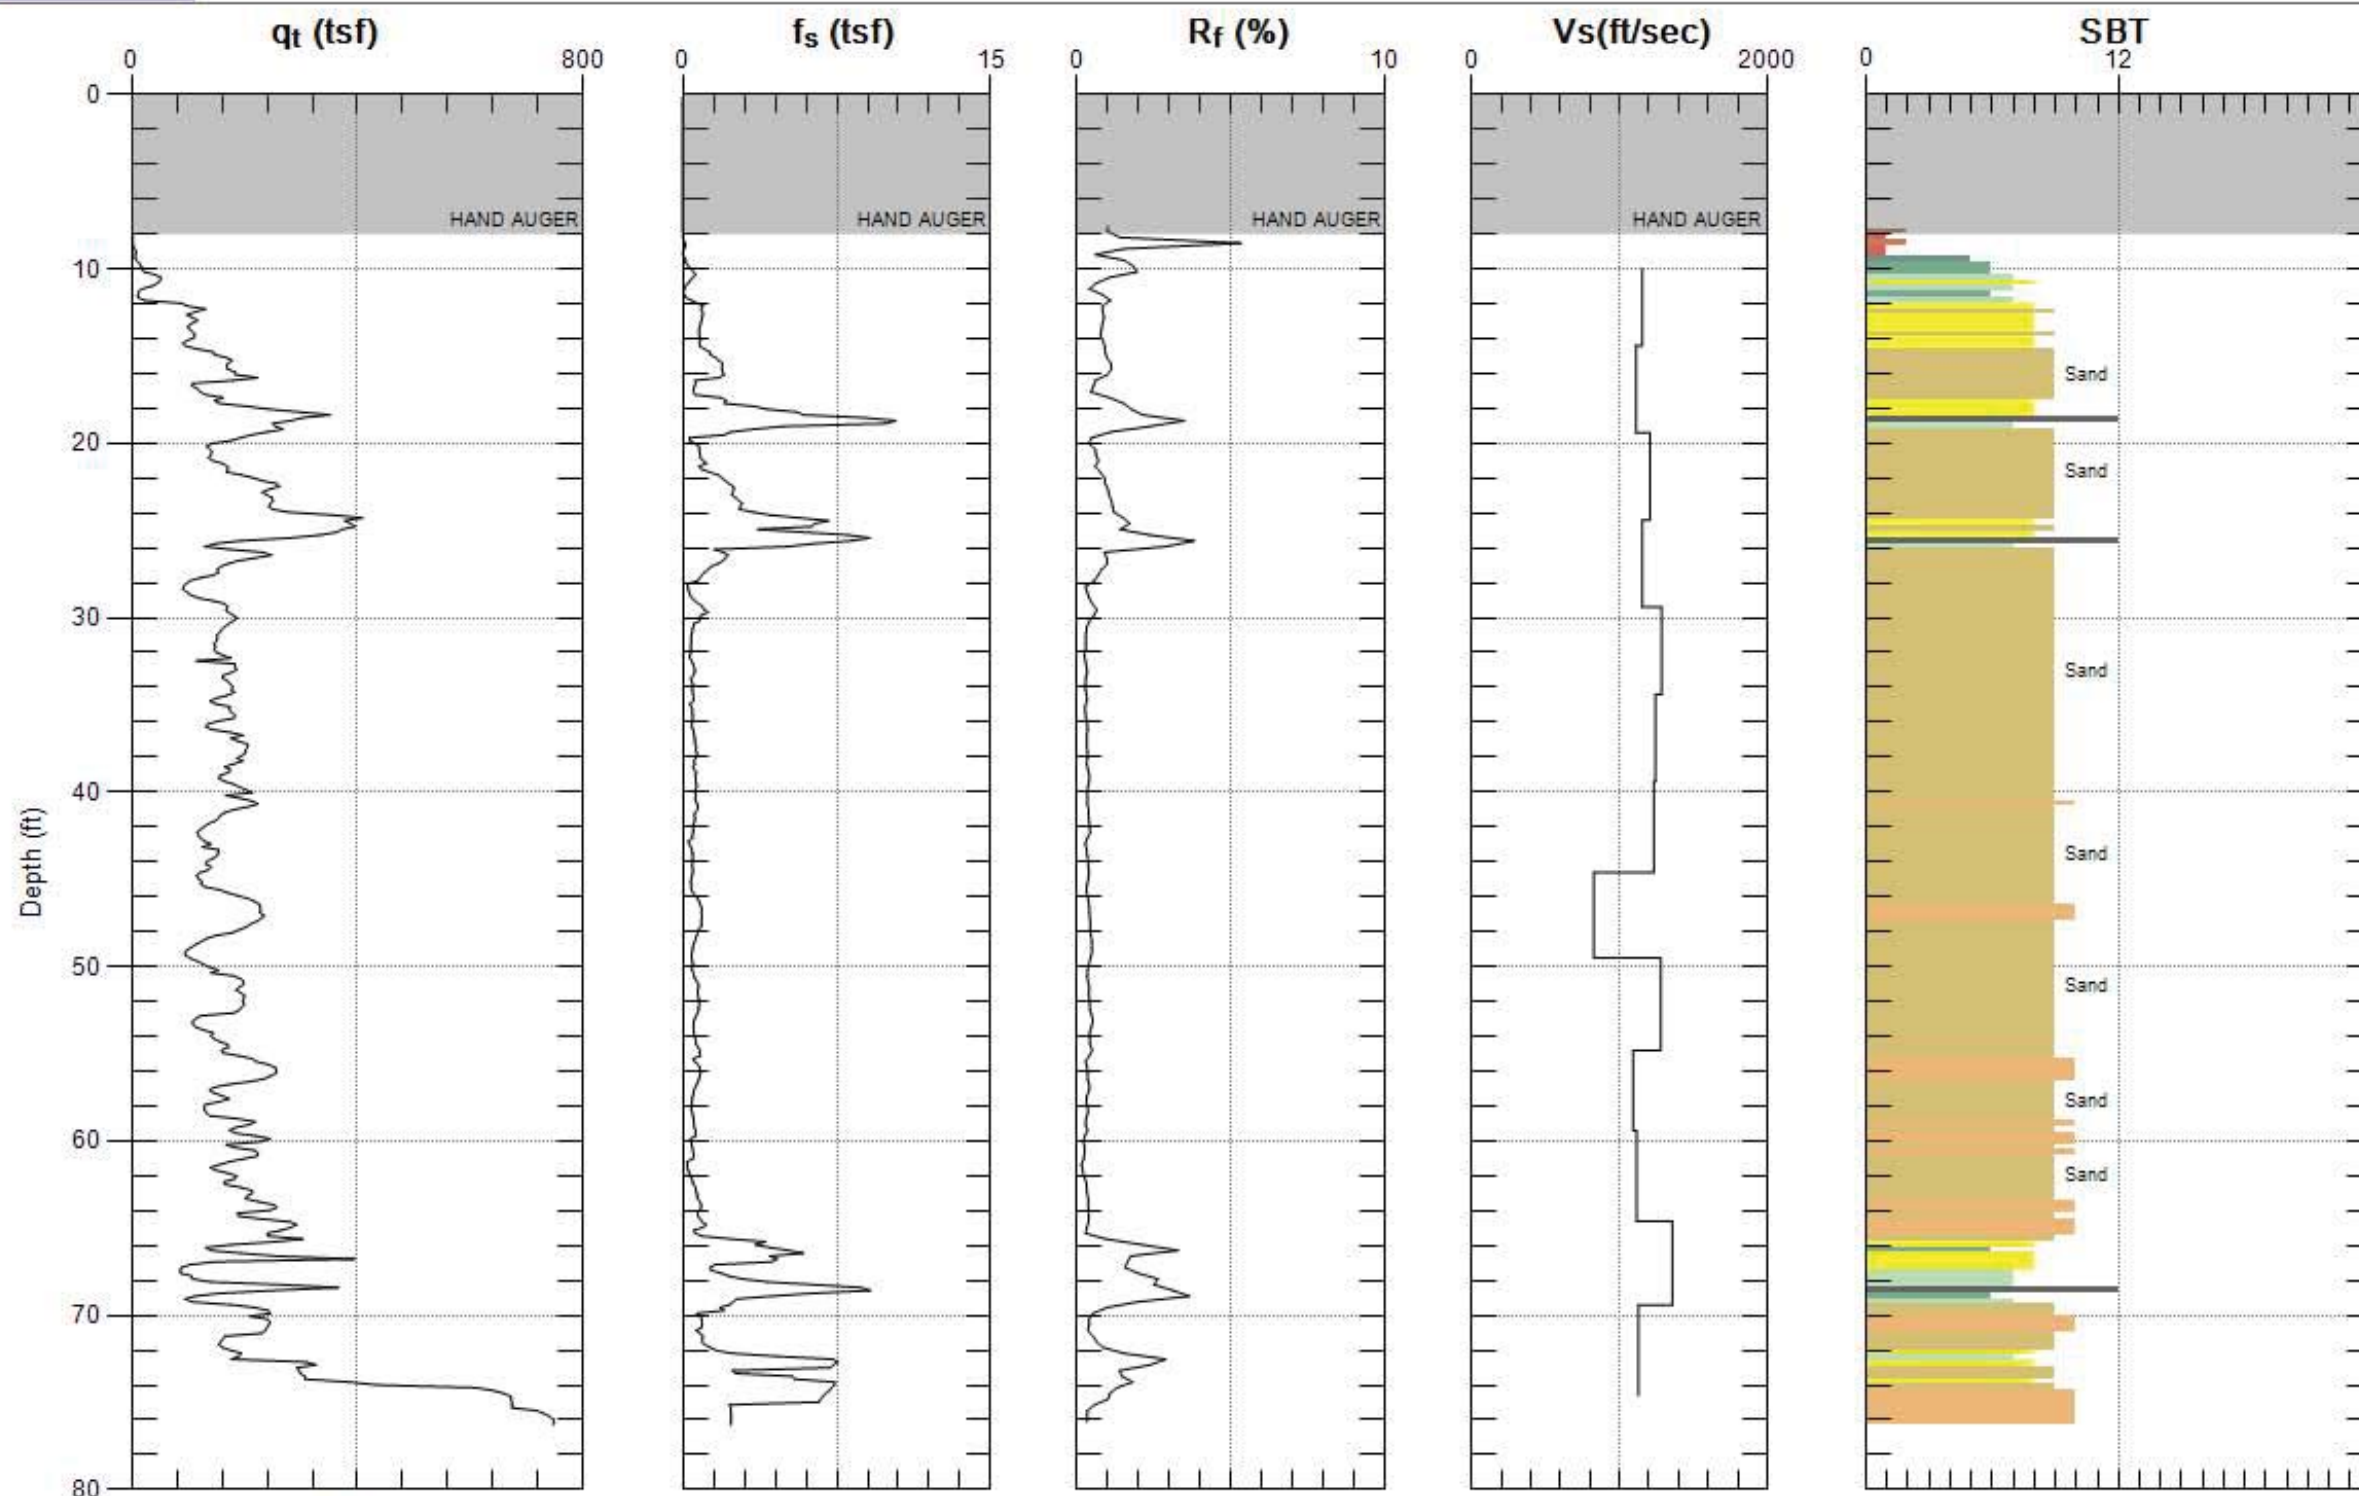 qt (tsf)
fs (tsf)
Rf (%)
Vs(ft/sec)
SBT
0 800
0 15
0 10
0 2000
0 12
0
HAND AUGER
HAND AUGER
HAND AUGER
HAND AUGER
10
Sand
20
Sand
30
Sand
40
Depth (ft)
Sand
50
Sand
Sand
60
Sand
70
80